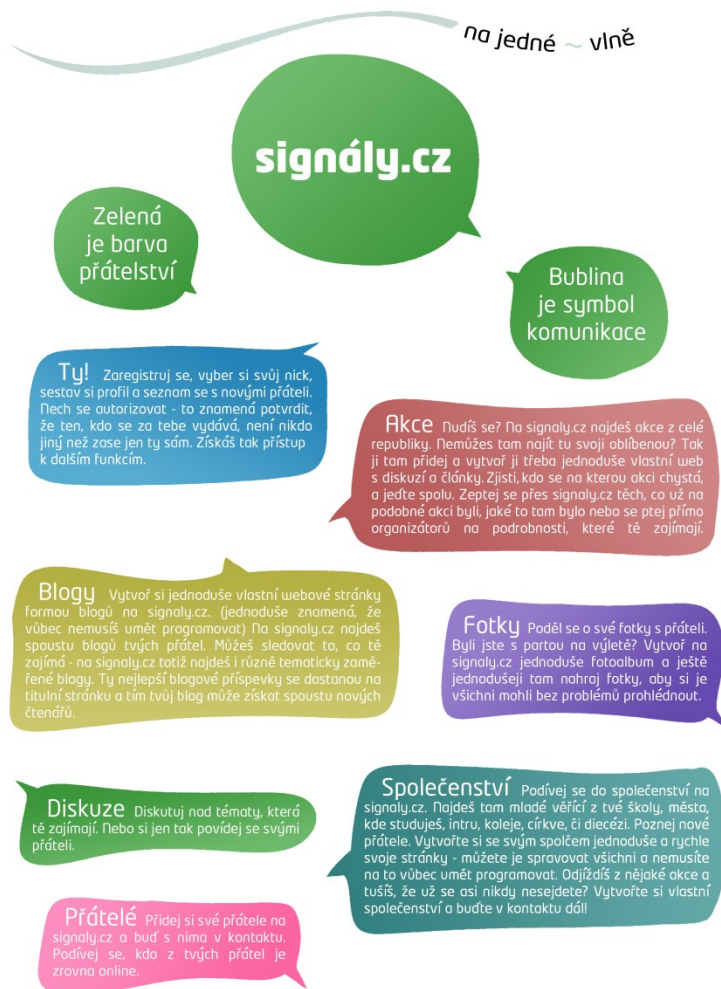 na jedné ~ vlně
signály.cz
Zelená
je barva
přátelství
Bublina
je symbol
komunikace
Ty! Zaregistruj se, vyber si svůj nick,
sestav si profil a seznam se s novými přáteli.
Nech se autorizovat - to znamená potvrdit,
že ten, kdo se za tebe vydává, není nikdo
jiný než zase jen ty sám. Získáš tak přístup
k dalším funkcím.
Akce Nudíš se? Na signaly.cz najdeš akce z celé
republiky. Nemůžes tam najít tu svoji oblíbenou? Tak
ji tam přidej a vytvoř jí třeba jednoduše vlastní web
s diskuzí a články. Zjisti, kdo se na kterou akci chystá,
a jeďte spolu. Zeptej se přes signaly.cz těch, co už na
podobné akci byli, jaké to tam bylo nebo se ptej přímo
organizátorů na podrobnosti, které tě zajímají.
Blogy Vytvoř si jednoduše vlastní webové stránky
formou blogů na signaly.cz. (jednoduše znamená, že
vůbec nemusíš umět programovat) Na signaly.cz najdeš
spoustu blogů tvých přátel. Můžeš sledovat to, co tě
zajímá - na signaly.cz totiž najdeš i různě tematicky zamě-
řené blogy. Ty nejlepší blogové příspevky se dostanou na
titulní stránku a tím tvůj blog může získat spoustu nových
čtenářů.
Fotky Poděl se o své fotky s přáteli.
Byli jste s partou na výletě? Vytvoř na
signaly.cz jednoduše fotoalbum a ještě
jednodušeji tam nahraj fotky, aby si je
všichni mohli bez problémů prohlédnout.
Diskuze Diskutuj nad tématy, která
tě zajímají. Nebo si jen tak povídej se svými
přáteli.
Společenství Podívej se do společenství na
signaly.cz. Najdeš tam mladé věřící z tvé školy, města,
kde studuješ, intru, koleje, církve, či diecézi. Poznej nové
přátele. Vytvořte si se svým spolčem jednoduše a rychle
svoje stránky - můžete je spravovat všichni a nemusíte
na to vůbec umět programovat. Odjíždíš z nějaké akce a
tušíš, že už se asi nikdy nesejdete? Vytvořte si vlastní
společenství a buďte v kontaktu dál!
Přátelé Přidej si své přátele na
signaly.cz a buď s nima v kontaktu.
Podívej se, kdo z tvých přátel je
zrovna online.